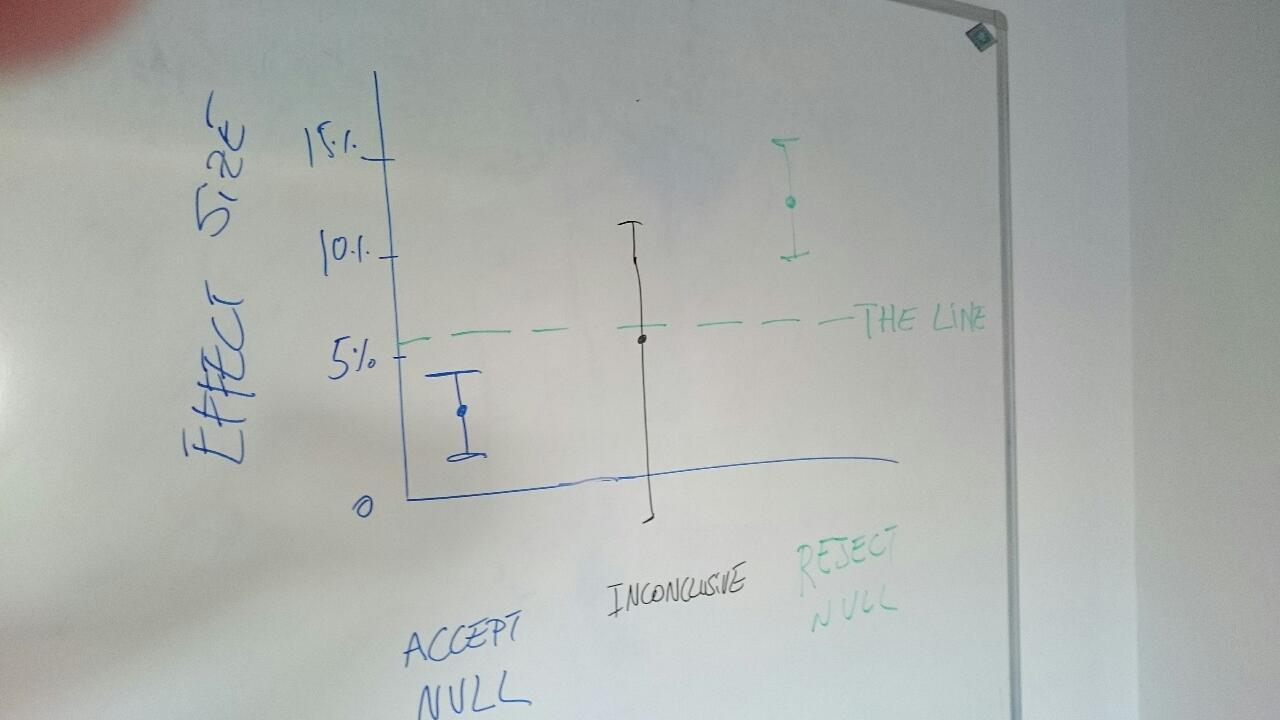 EFFECT SIZE
15%
10%
5%
0
THE LINE
ACCEPT
NULL
INCONCLUSIVE
REJECT
NULL